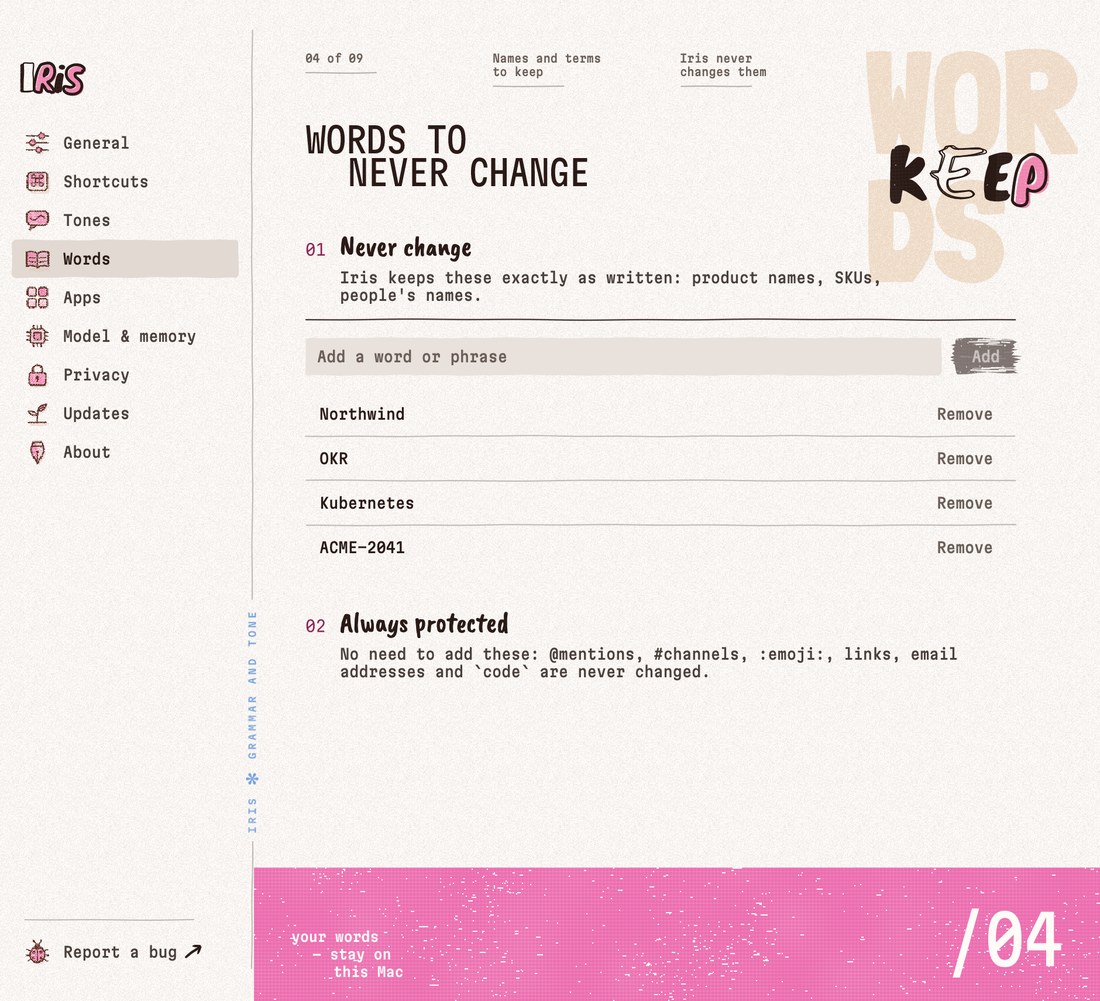 IRiS
General
Shortcuts
Tones
Words
Apps
Model & memory
Privacy
Updates
About
Report a bug ↗
IRIS ✻ GRAMMAR AND TONE
04 of 09
Names and terms
to keep
Iris never
changes them
WOR
DS
KEEP
WORDS TO
NEVER CHANGE
01 Never change
Iris keeps these exactly as written: product names, SKUs,
people's names.
Add a word or phrase
Add
Northwind Remove
OKR Remove
Kubernetes Remove
ACME-2041 Remove
02 Always protected
No need to add these: @mentions, #channels, :emoji:, links, email
addresses and `code` are never changed.
your words
— stay on
this Mac
/04